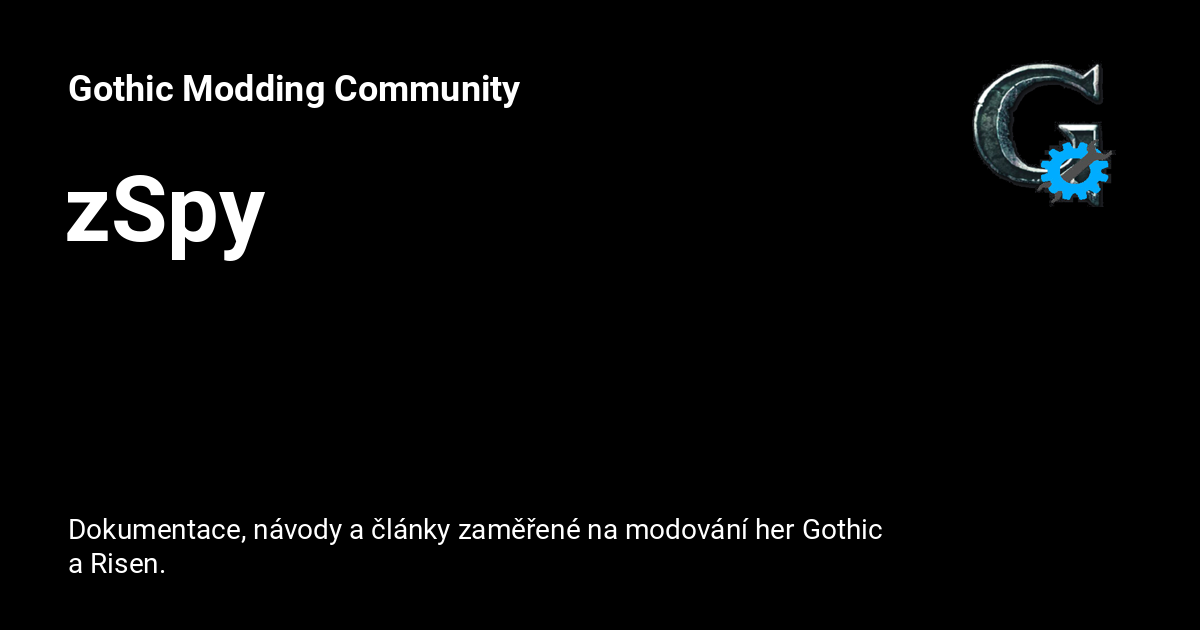 Gothic Modding Community
zSpy
Dokumentace, návody a články zaměřené na modování her Gothic
a Risen.